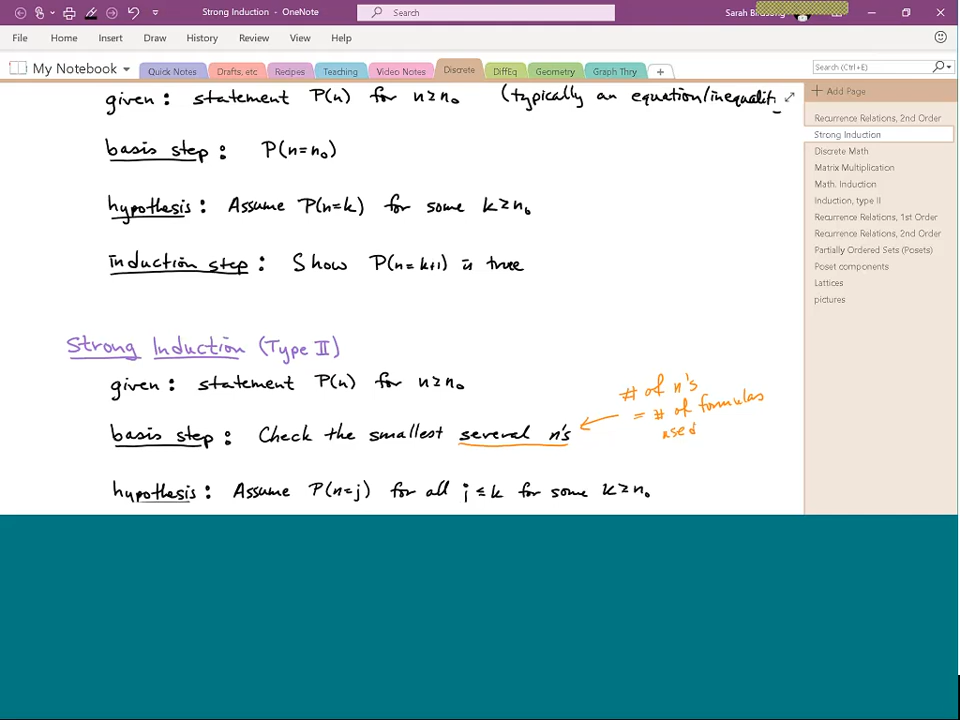 Strong Induction - OneNote
Search
Sarah
File
Home
Insert
Draw
History
Review
View
Help
My Notebook
Quick Notes
Drafts, etc
Recipes
Teaching
Video Notes
Discrete
DiffEq
Geometry
Graph Thry
Search (Ctrl+E)
Add Page
Recurrence Relations, 2nd Order
Strong Induction
Discrete Math
Matrix Multiplication
Math. Induction
Induction, type II
Recurrence Relations, 1st Order
Recurrence Relations, 2nd Order
Partially Ordered Sets (Posets)
Poset components
Lattices
pictures
given: statement P(n) for n≥n₀ (typically an equation/inequality
basis step: P(n=n₀)
hypothesis: Assume P(n=k) for some k≥n₀
induction step: Show P(n=k+1) is true
Strong Induction (Type II)
given: statement P(n) for n≥n₀
basis step: Check the smallest several n's
# of n's
= # of formulas
used
hypothesis: Assume P(n=j) for all j≤k for some k≥n₀